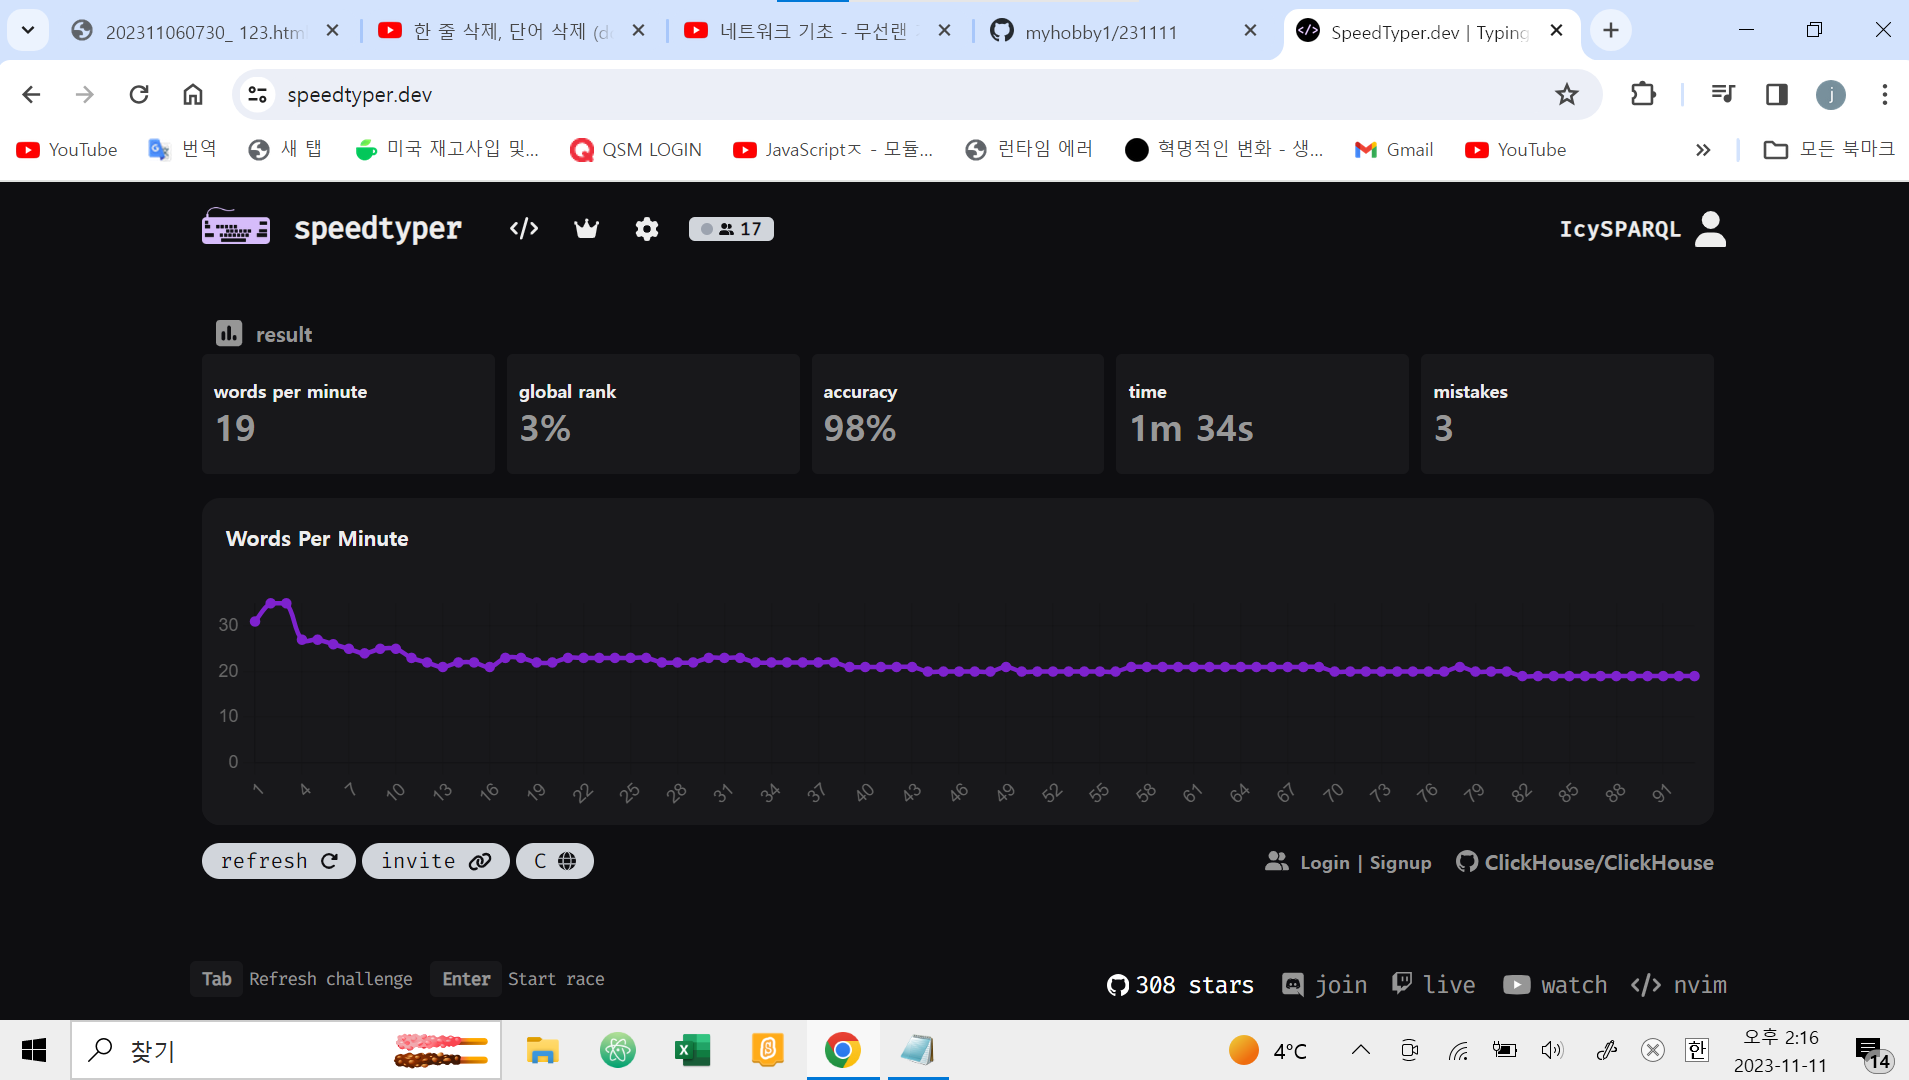 202311060730_ 123.htm
한 줄 삭제, 단어 삭제 (d
네트워크 기초 - 무선랜
myhobby1/231111
SpeedTyper.dev | Typing
speedtyper.dev
j
YouTube
번역
새 탭
미국 재고사입 및...
QSM LOGIN
JavaScriptㅈ - 모듈...
런타임 에러
혁명적인 변화 - 생...
Gmail
YouTube
모든 북마크
speedtyper
17
IcySPARQL
result
words per minute
19
global rank
3%
accuracy
98%
time
1m 34s
mistakes
3
Words Per Minute
30
20
10
0
1 4 7 10 13 16 19 22 25 28 31 34 37 40 43 46 49 52 55 58 61 64 67 70 73 76 79 82 85 88 91
refresh
invite
C
Login | Signup
ClickHouse/ClickHouse
Tab Refresh challenge
Enter Start race
308 stars
join
live
watch
nvim
찾기
4°C
한
오후 2:16
2023-11-11
14